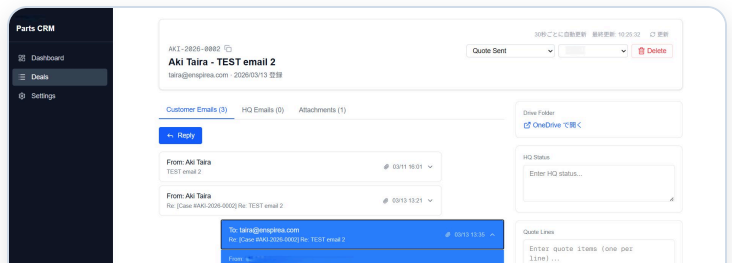 Parts CRM
Dashboard
Deals
Settings
30秒ごとに自動更新 最終更新: 10:25:32 更新
AKI-2026-0002
Quote Sent
Delete
Aki Taira - TEST email 2
taira@enspirea.com · 2026/03/13 登録
Customer Emails (3) HQ Emails (0) Attachments (1)
Reply
From: Aki Taira
TEST email 2
03/11 16:01
From: Aki Taira
Re: [Case #AKI-2026-0002] Re: TEST email 2
03/13 13:21
To: taira@enspirea.com
Re: [Case #AKI-2026-0002] Re: TEST email 2
03/13 13:35
From:
Drive Folder
OneDrive で開く
HQ Status
Enter HQ status...
Quote Lines
Enter quote items (one per
line)...